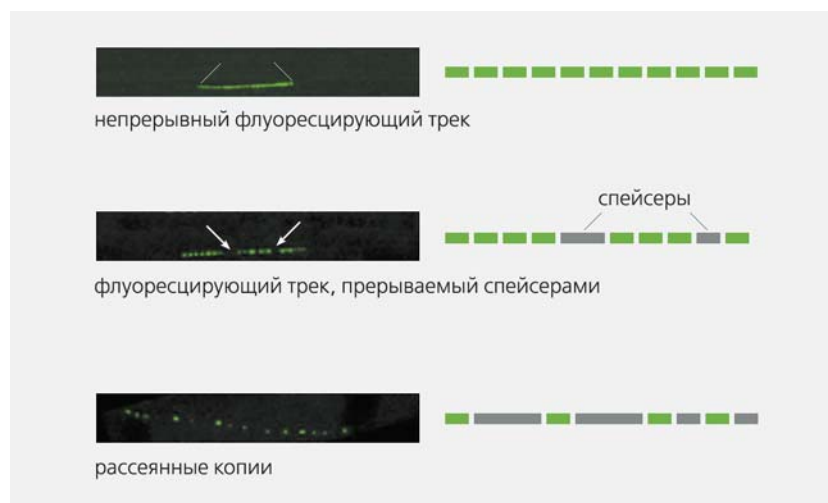 непрерывный флуоресцирующий трек
спейсеры
флуоресцирующий трек, прерываемый спейсерами
рассеянные копии